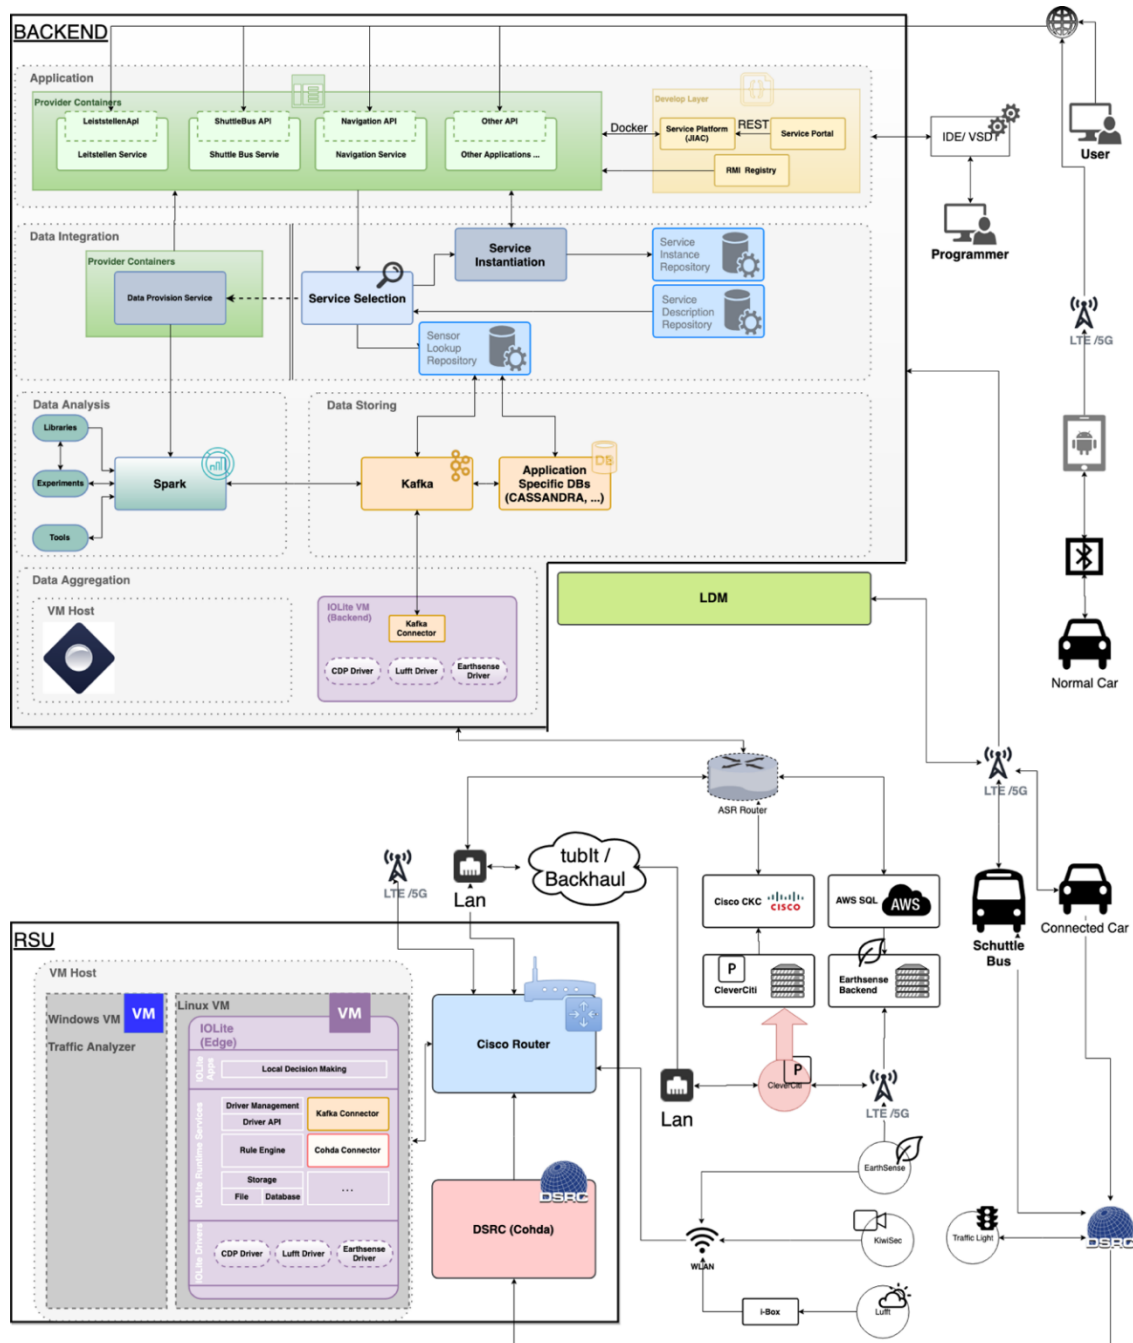 BACKEND
Application
Provider Containers
LeiststellenApI
Leitstellen Service
ShuttleBus API
Shuttle Bus Servie
Navigation API
Navigation Service
Other API
Other Applications ...
Docker
Develop Layer
Service Platform
(JIAC)
REST
Service Portal
RMI Registry
IDE/ VSDT
User
Programmer
Data Integration
Provider Containers
Data Provision Service
Service Selection
Service
Instantiation
Service
Instance
Repository
Service
Description
Repository
Sensor
Lookup
Repository
LTE /5G
Data Analysis
Libraries
Experiments
Tools
Spark
Data Storing
Kafka
DB
Application
Specific DBs
(CASSANDRA, ...)
Data Aggregation
VM Host
IOLite VM
(Backend)
Kafka
Connector
CDP Driver
Lufft Driver
Earthsense
Driver
LDM
Normal Car
ASR Router
LTE /5G
LTE /5G
Lan
tubIt /
Backhaul
Cisco CKC
CISCO
AWS SQL
AWS
Schuttle
Bus
Connected Car
P
CleverCiti
Earthsense
Backend
RSU
VM Host
Windows VM
VM
Traffic Analyzer
Linux VM
VM
IOLite
(Edge)
IOLite
Apps
Local Decision Making
IOLite Runtime Services
Driver Management
Driver API
Kafka Connector
Rule Engine
Cohda Connector
Storage
File
Database
...
IOLite Drivers
CDP Driver
Lufft Driver
Earthsense
Driver
Cisco Router
DSRC
DSRC (Cohda)
Lan
P
CleverCiti
LTE /5G
EarthSense
WLAN
KiwiSec
i-Box
Lufft
Traffic Light
DSRC